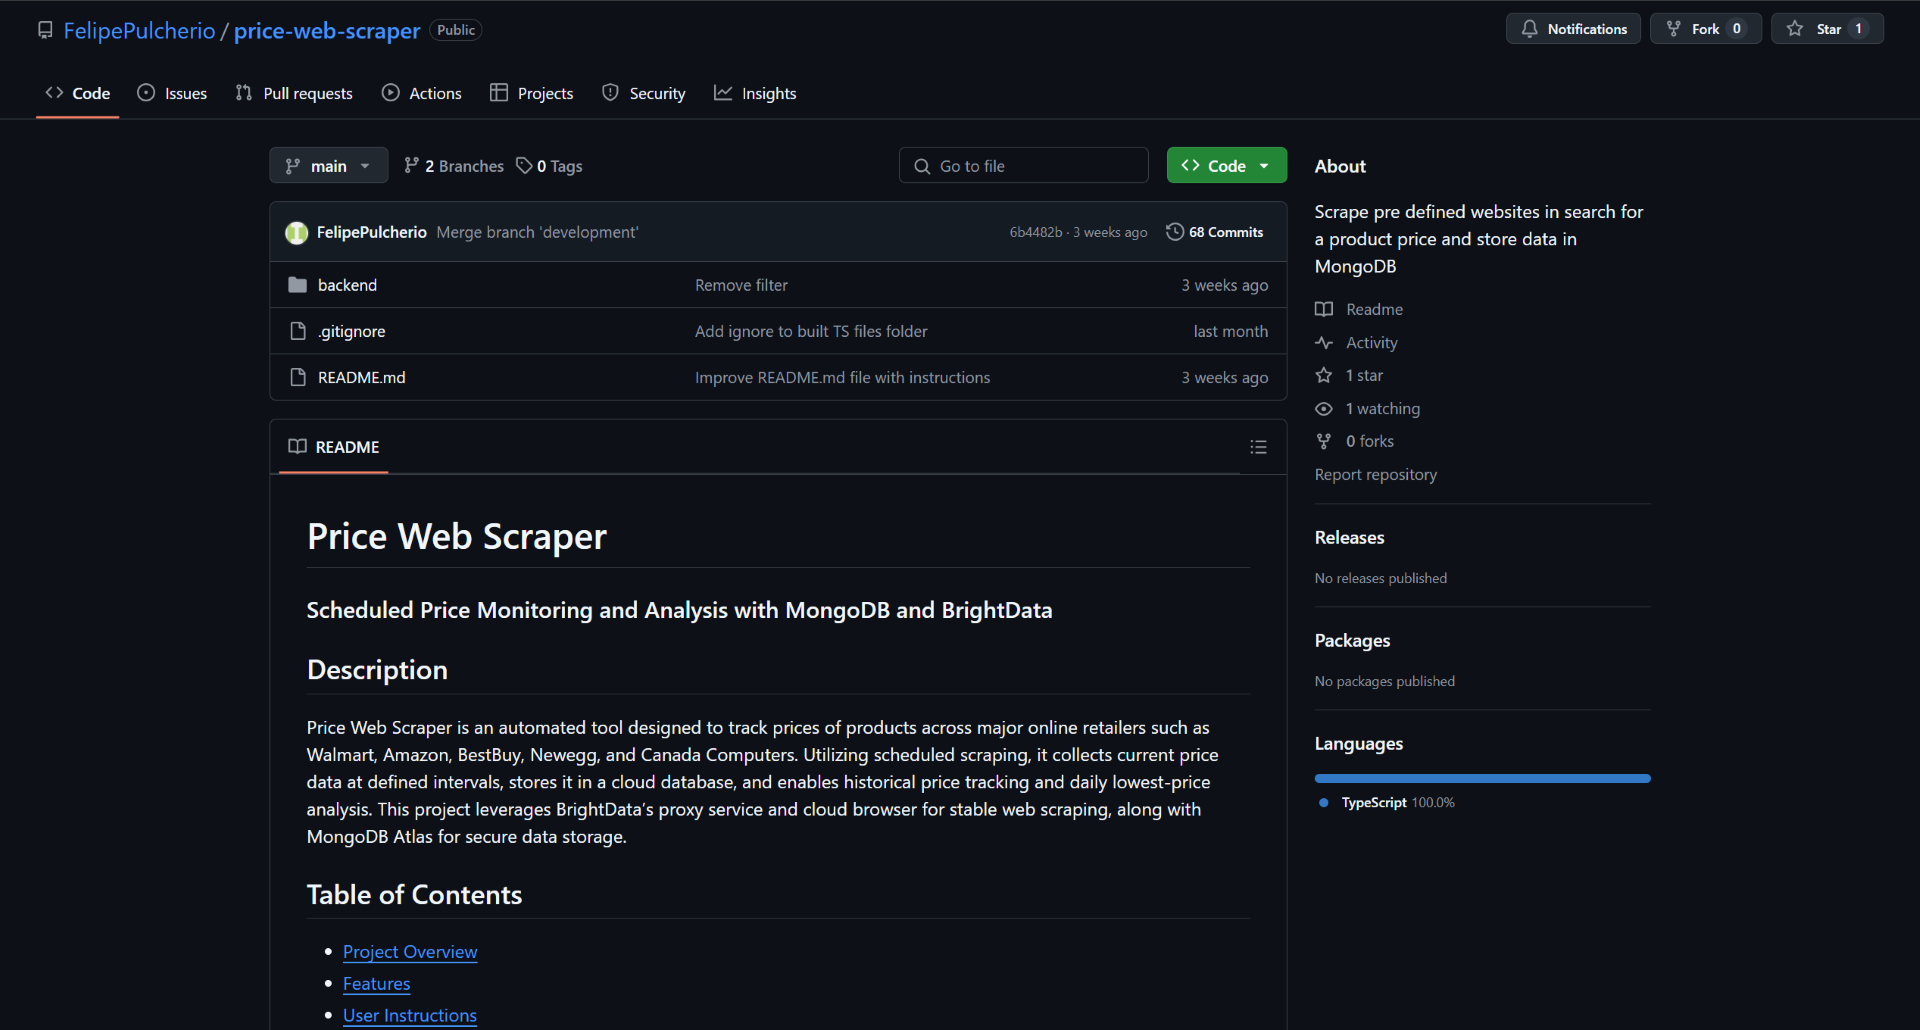 FelipePulcherio / price-web-scraper Public
Notifications Fork 0 Star 1
Code Issues Pull requests Actions Projects Security Insights
main 2 Branches 0 Tags Go to file Code
FelipePulcherio Merge branch 'development' 6b4482b · 3 weeks ago 68 Commits
backend Remove filter 3 weeks ago
.gitignore Add ignore to built TS files folder last month
README.md Improve README.md file with instructions 3 weeks ago
README
Price Web Scraper
Scheduled Price Monitoring and Analysis with MongoDB and BrightData
Description
Price Web Scraper is an automated tool designed to track prices of products across major online retailers such as
Walmart, Amazon, BestBuy, Newegg, and Canada Computers. Utilizing scheduled scraping, it collects current price
data at defined intervals, stores it in a cloud database, and enables historical price tracking and daily lowest-price
analysis. This project leverages BrightData's proxy service and cloud browser for stable web scraping, along with
MongoDB Atlas for secure data storage.
Table of Contents
Project Overview
Features
User Instructions
About
Scrape pre defined websites in search for
a product price and store data in
MongoDB
Readme
Activity
1 star
1 watching
0 forks
Report repository
Releases
No releases published
Packages
No packages published
Languages
TypeScript 100.0%